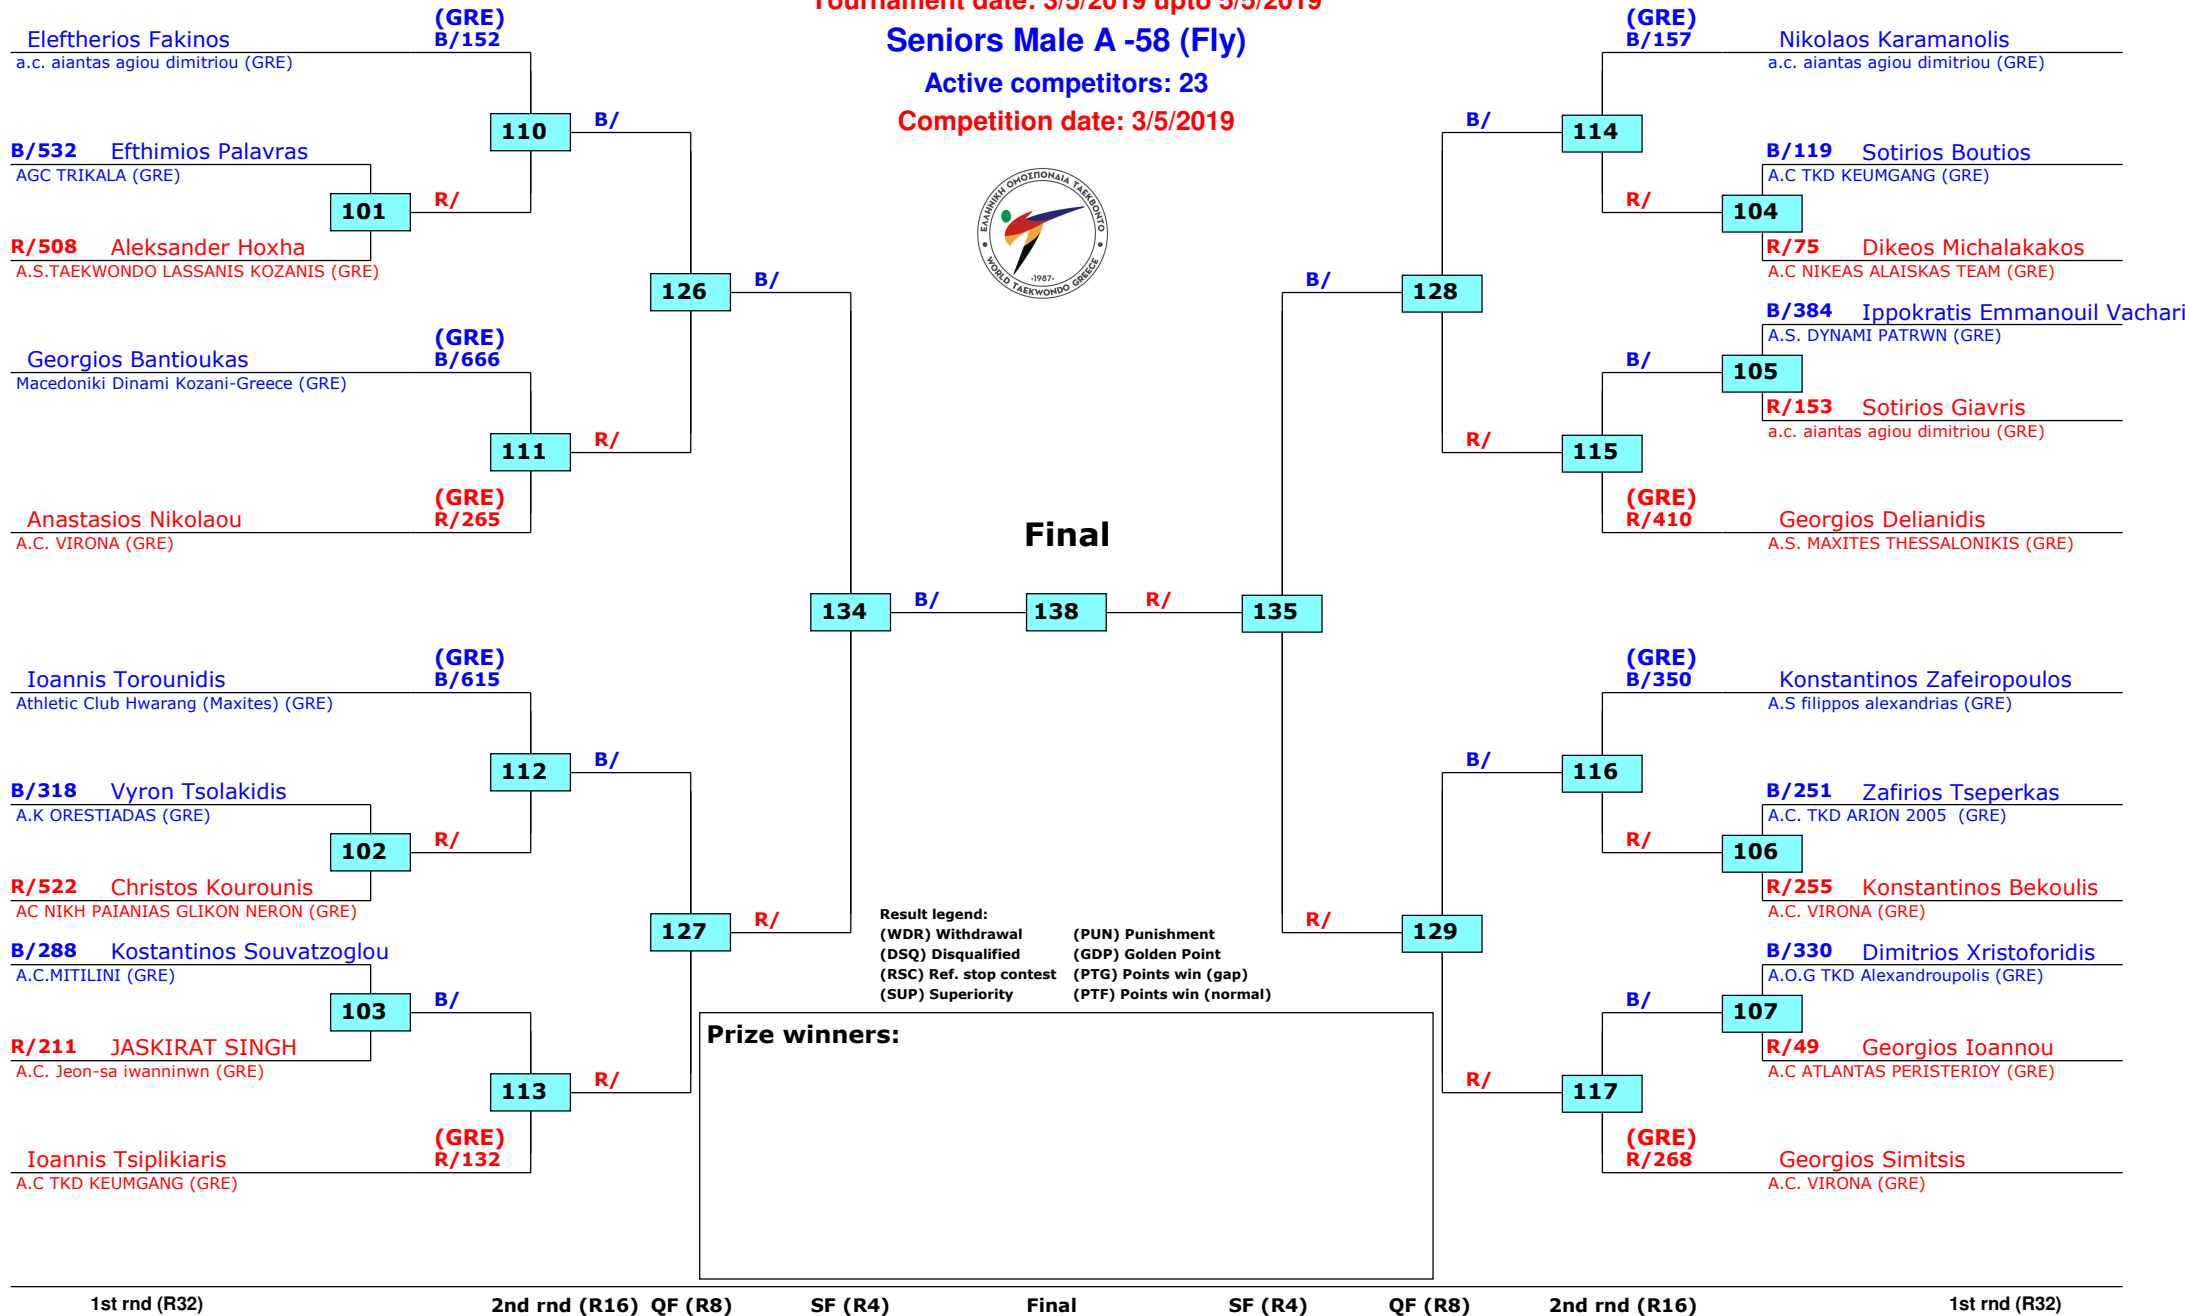 Tournament date: 3/5/2019 upto 5/5/2019
Seniors Male A -58 (Fly)
Active competitors: 23
Competition date: 3/5/2019
ΕΛΛΗΝΙΚΗ ΟΜΟΣΠΟΝΔΙΑ ΤΑΕΚΒΟΝΤΟ
·1987·
WORLD TAEKWONDO GREECE
(GRE)
Eleftherios Fakinos B/152
a.c. aiantas agiou dimitriou (GRE)
110
B/
B/532 Efthimios Palavras
AGC TRIKALA (GRE)
101
R/
R/508 Aleksander Hoxha
A.S.TAEKWONDO LASSANIS KOZANIS (GRE)
126
B/
(GRE)
Georgios Bantioukas B/666
Macedoniki Dinami Kozani-Greece (GRE)
111
R/
(GRE)
Anastasios Nikolaou R/265
A.C. VIRONA (GRE)
134
B/
(GRE)
Ioannis Torounidis B/615
Athletic Club Hwarang (Maxites) (GRE)
112
B/
B/318 Vyron Tsolakidis
A.K ORESTIADAS (GRE)
102
R/
R/522 Christos Kourounis
AC NIKH PAIANIAS GLIKON NERON (GRE)
127
R/
B/288 Kostantinos Souvatzoglou
A.C.MITILINI (GRE)
103
B/
R/211 JASKIRAT SINGH
A.C. Jeon-sa iwanninwn (GRE)
113
R/
(GRE)
Ioannis Tsiplikiaris R/132
A.C TKD KEUMGANG (GRE)
Final
138
R/
135
(GRE)
B/157 Nikolaos Karamanolis
a.c. aiantas agiou dimitriou (GRE)
B/
114
B/119 Sotirios Boutios
A.C TKD KEUMGANG (GRE)
R/
104
R/75 Dikeos Michalakakos
A.C NIKEAS ALAISKAS TEAM (GRE)
B/
128
B/384 Ippokratis Emmanouil Vachari
A.S. DYNAMI PATRWN (GRE)
B/
105
R/153 Sotirios Giavris
a.c. aiantas agiou dimitriou (GRE)
R/
115
(GRE)
R/410 Georgios Delianidis
A.S. MAXITES THESSALONIKIS (GRE)
(GRE)
B/350 Konstantinos Zafeiropoulos
A.S filippos alexandrias (GRE)
B/
116
B/251 Zafirios Tseperkas
A.C. TKD ARION 2005 (GRE)
R/
106
R/255 Konstantinos Bekoulis
A.C. VIRONA (GRE)
R/
129
B/330 Dimitrios Xristoforidis
A.O.G TKD Alexandroupolis (GRE)
B/
107
R/49 Georgios Ioannou
A.C ATLANTAS PERISTERIOY (GRE)
R/
117
(GRE)
R/268 Georgios Simitsis
A.C. VIRONA (GRE)
Result legend:
(WDR) Withdrawal (PUN) Punishment
(DSQ) Disqualified (GDP) Golden Point
(RSC) Ref. stop contest (PTG) Points win (gap)
(SUP) Superiority (PTF) Points win (normal)
Prize winners:
1st rnd (R32) 2nd rnd (R16) QF (R8) SF (R4) Final SF (R4) QF (R8) 2nd rnd (R16) 1st rnd (R32)